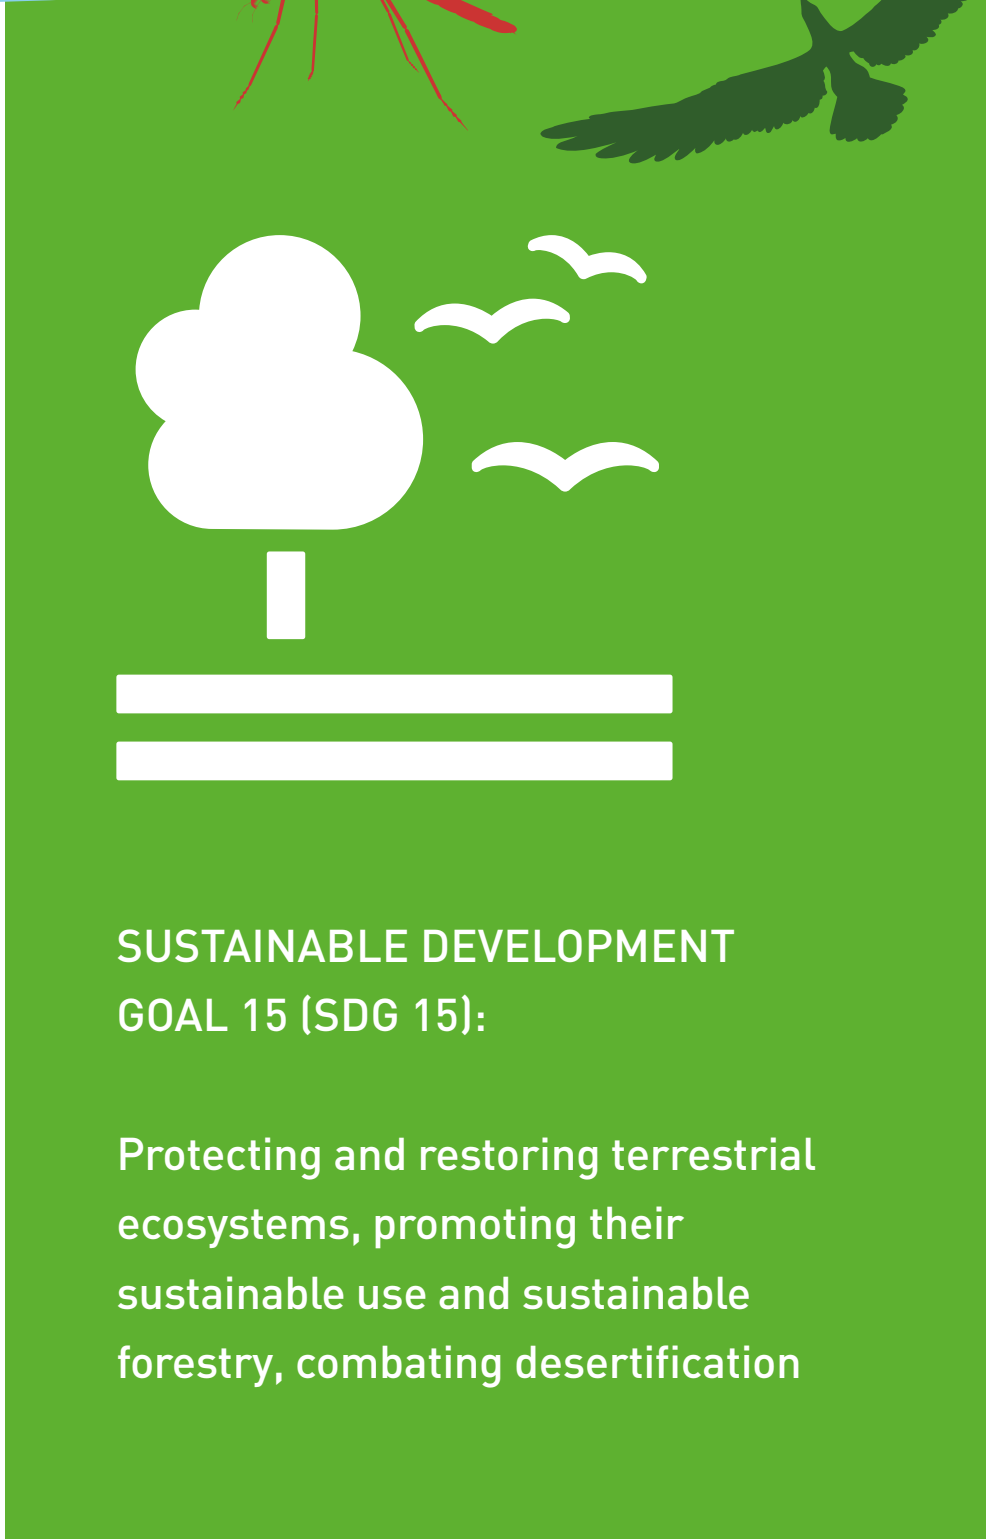 SUSTAINABLE DEVELOPMENT
GOAL 15 (SDG 15):
Protecting and restoring terrestrial
ecosystems, promoting their
sustainable use and sustainable
forestry, combating desertification